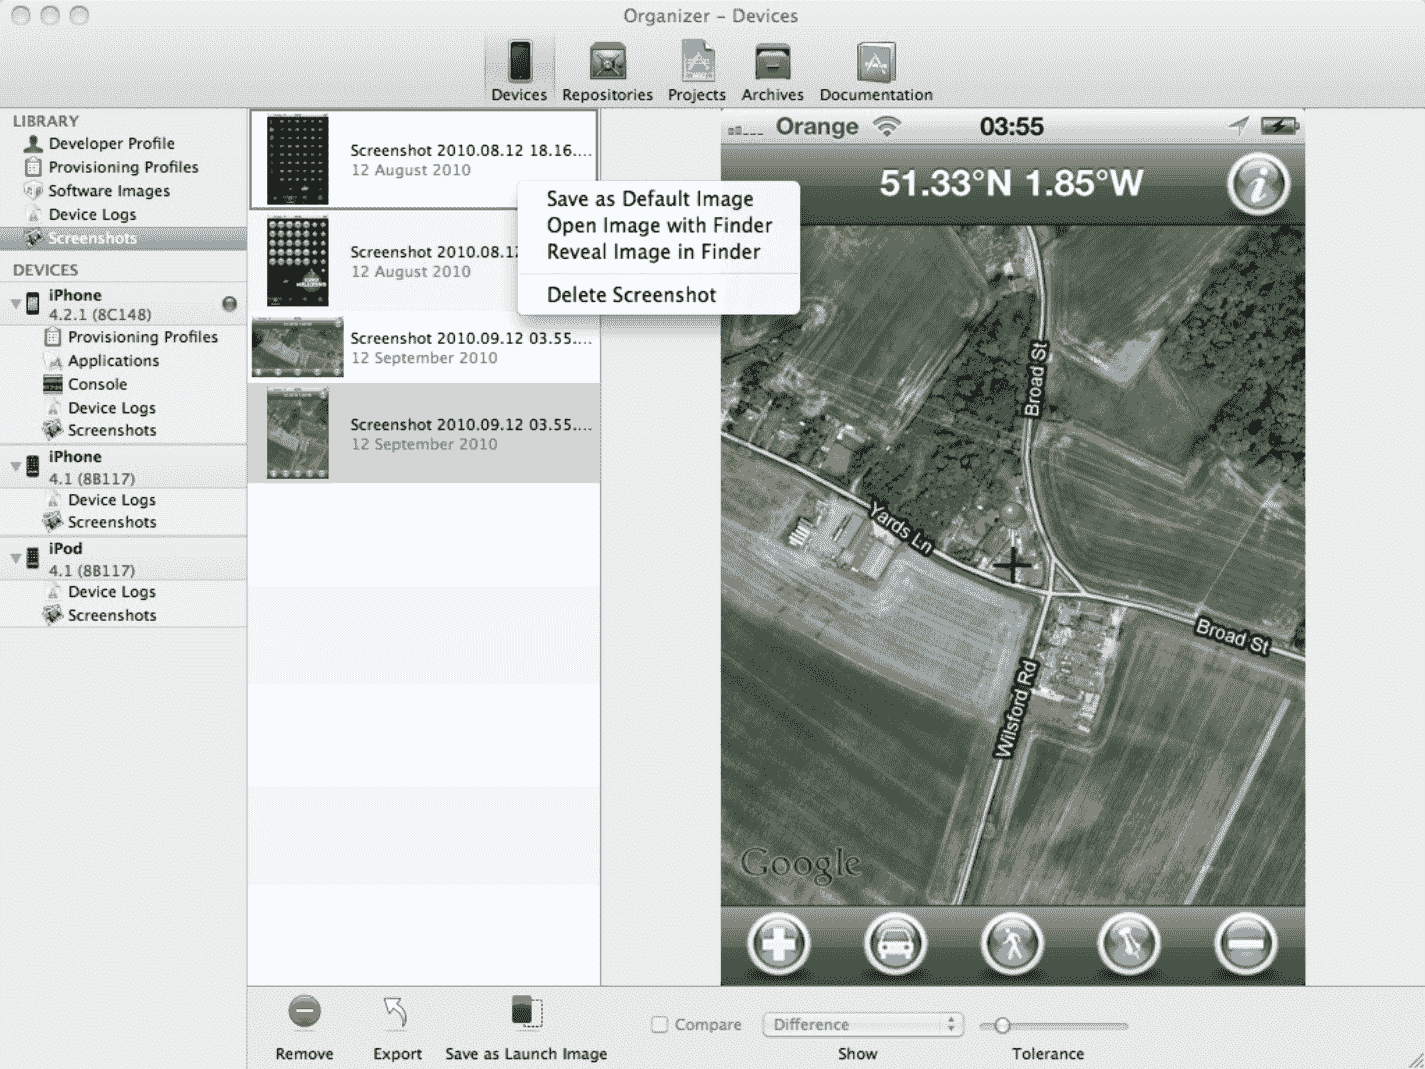 Organizer – Devices
Devices
Repositories
Projects
Archives
Documentation
LIBRARY
Developer Profile
Provisioning Profiles
Software Images
Device Logs
Screenshots
DEVICES
iPhone
4.2.1 (8C148)
Provisioning Profiles
Applications
Console
Device Logs
Screenshots
iPhone
4.1 (8B117)
Device Logs
Screenshots
iPod
4.1 (8B117)
Device Logs
Screenshots
Screenshot 2010.08.12 18.16....
12 August 2010
Screenshot 2010.08.12
12 August 2010
Screenshot 2010.09.12 03.55....
12 September 2010
Screenshot 2010.09.12 03.55....
12 September 2010
Save as Default Image
Open Image with Finder
Reveal Image in Finder
Delete Screenshot
Orange
03:55
51.33°N 1.85°W
i
Broad St
Yards Ln
Broad St
Wilsford Rd
Google
Remove
Export
Save as Launch Image
Compare
Difference
Show
Tolerance